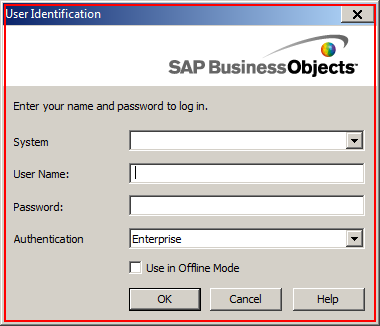 User Identification
SAP BusinessObjects™
Enter your name and password to log in.
System
User Name:
Password:
Authentication
Enterprise
Use in Offline Mode
OK Cancel Help